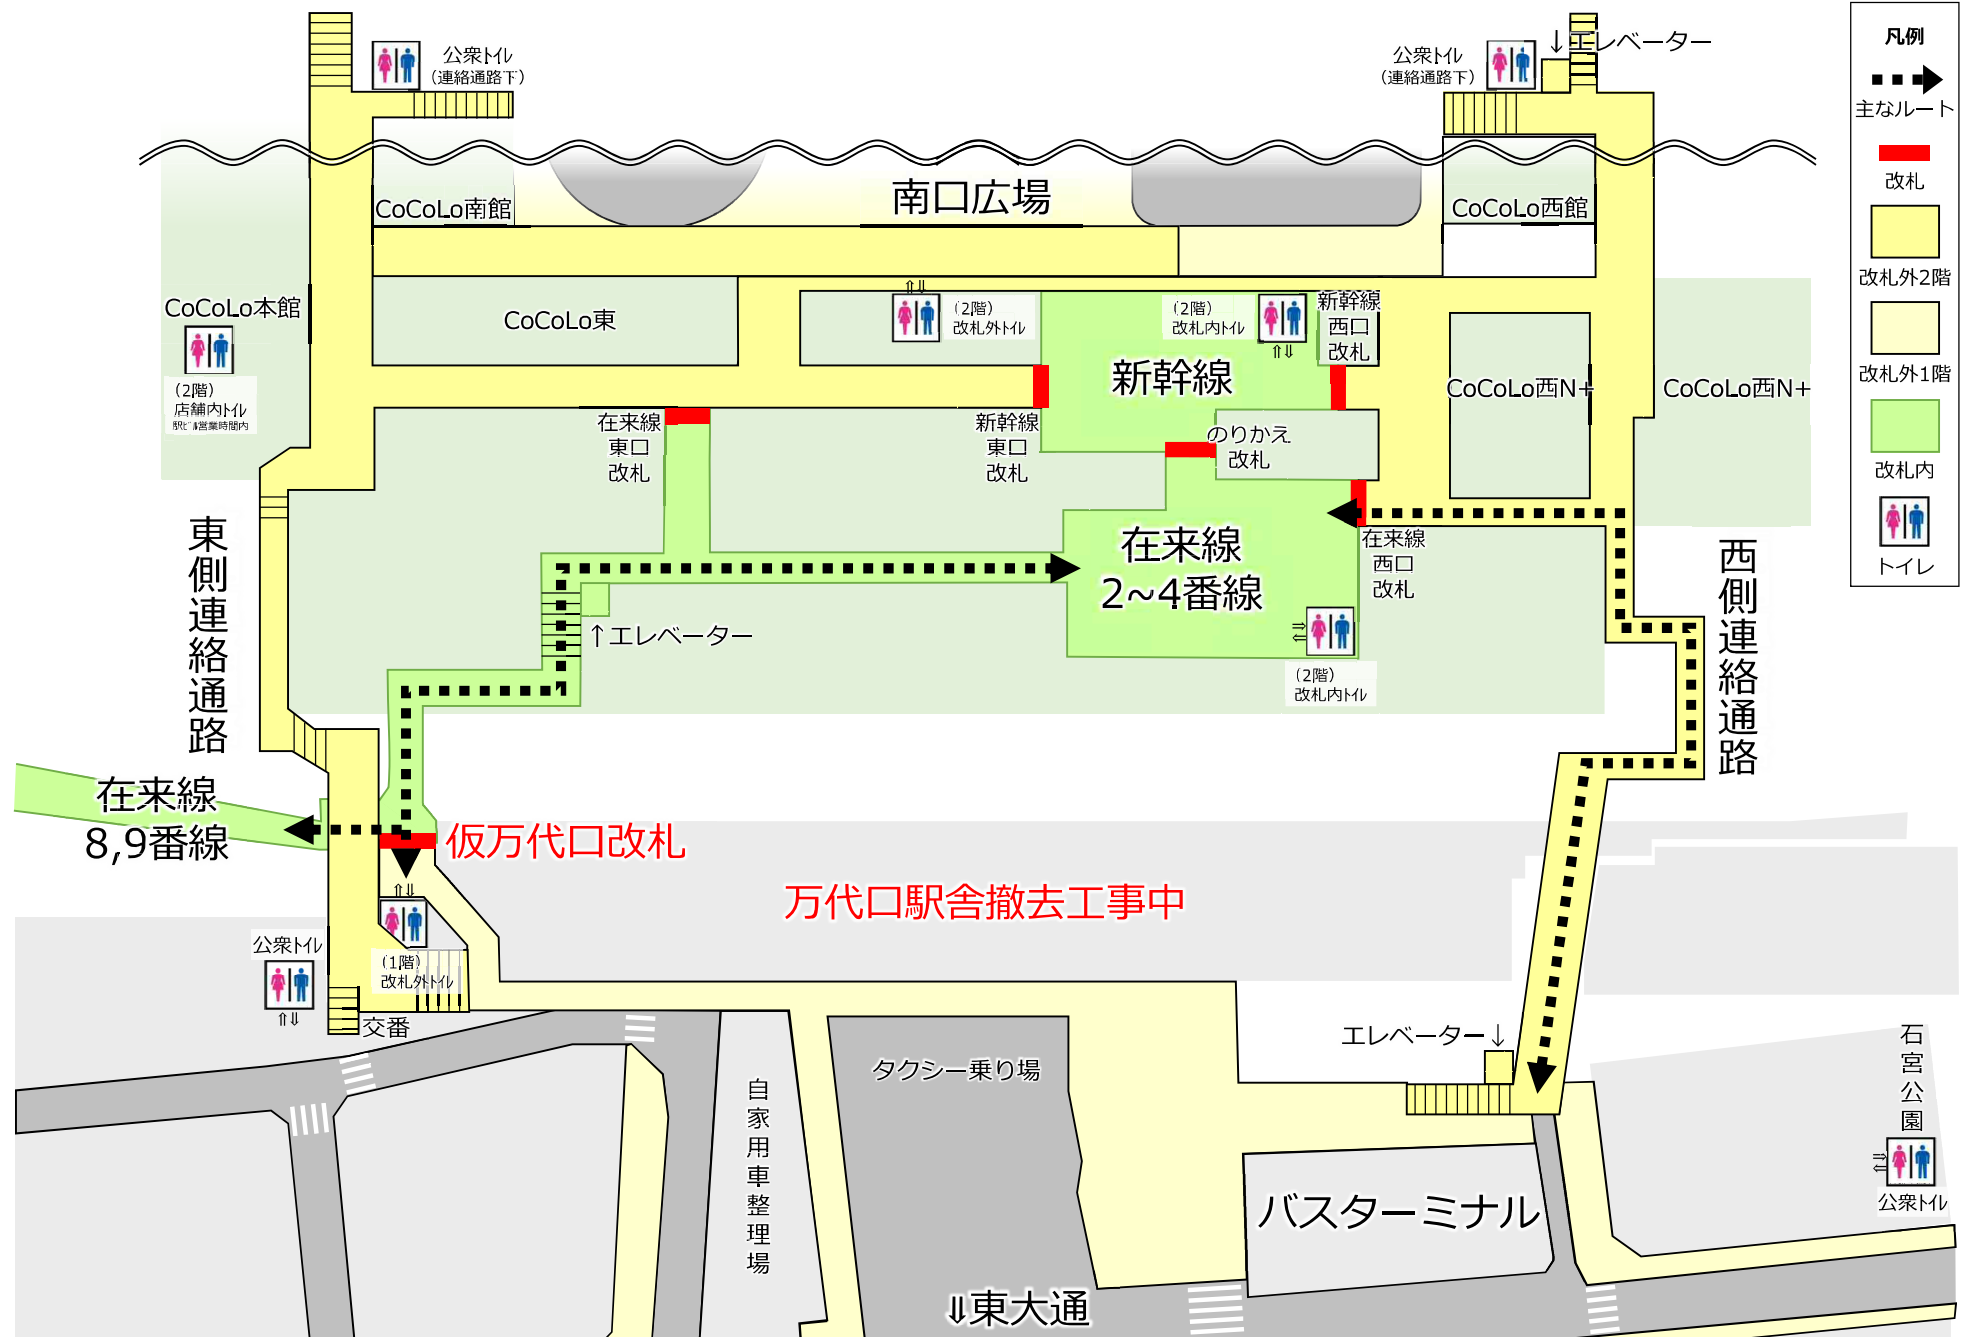 公衆トイレ
（連絡通路下）
公衆トイレ
（連絡通路下）
↓エレベーター
凡例
主なルート
改札
改札外2階
改札外1階
改札内
トイレ
南口広場
CoCoLo南館
CoCoLo西館
CoCoLo本館
（2階）
店舗内トイレ
駅ビル営業時間内
CoCoLo東
⇑⇓
（2階）
改札外トイレ
（2階）
改札内トイレ
⇑⇓
新幹線
西口
改札
新幹線
CoCoLo西N+
CoCoLo西N+
在来線
東口
改札
新幹線
東口
改札
のりかえ
改札
在来線
2~4番線
在来線
西口
改札
⇒
⇐
（2階）
改札内トイレ
東側連絡通路
西側連絡通路
↑エレベーター
在来線
8,9番線
仮万代口改札
万代口駅舎撤去工事中
⇑⇓
（1階）
改札外トイレ
公衆トイレ
⇑⇓
交番
エレベーター↓
タクシー乗り場
自家用車整理場
石宮公園
⇒
⇐
公衆トイレ
バスターミナル
⇓東大通